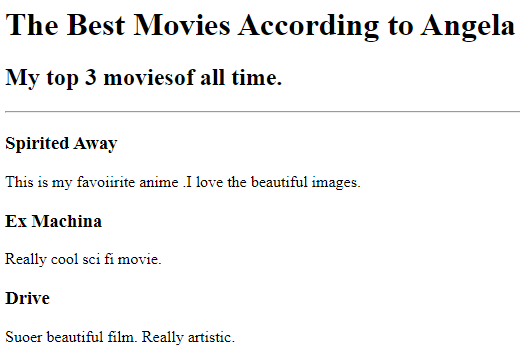 The Best Movies According to Angela
My top 3 moviesof all time.
Spirited Away
This is my favoiirite anime .I love the beautiful images.
Ex Machina
Really cool sci fi movie.
Drive
Suoer beautiful film. Really artistic.